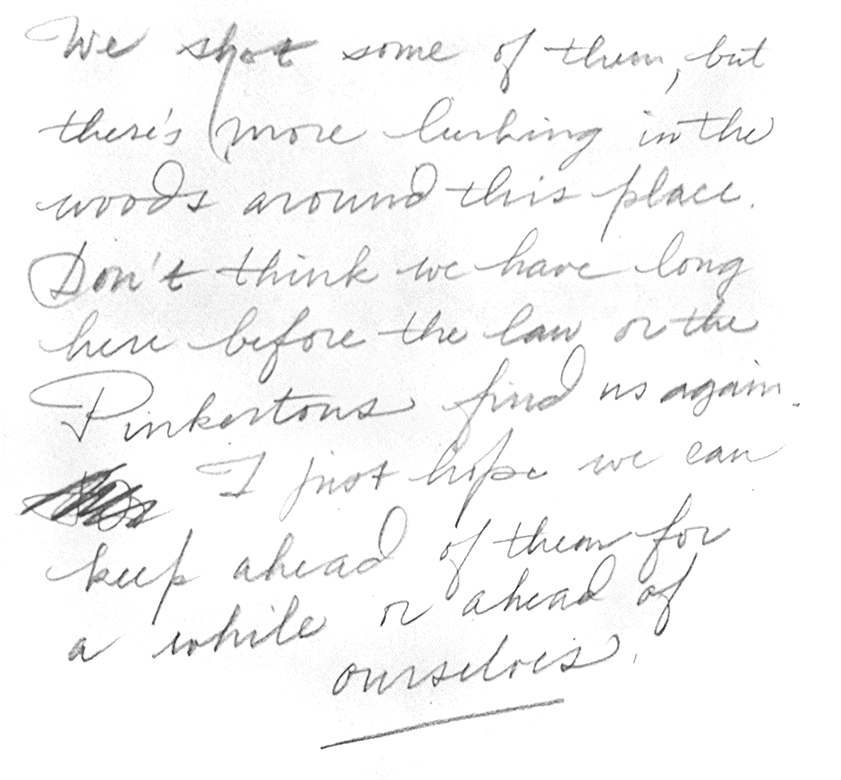 We shot some of them, but
there's more lurking in the
woods around this place.
Don't think we have long
here before the law or the
Pinkertons find us again.
I just hope we can
keep ahead of them for
a while or ahead of
ourselves.